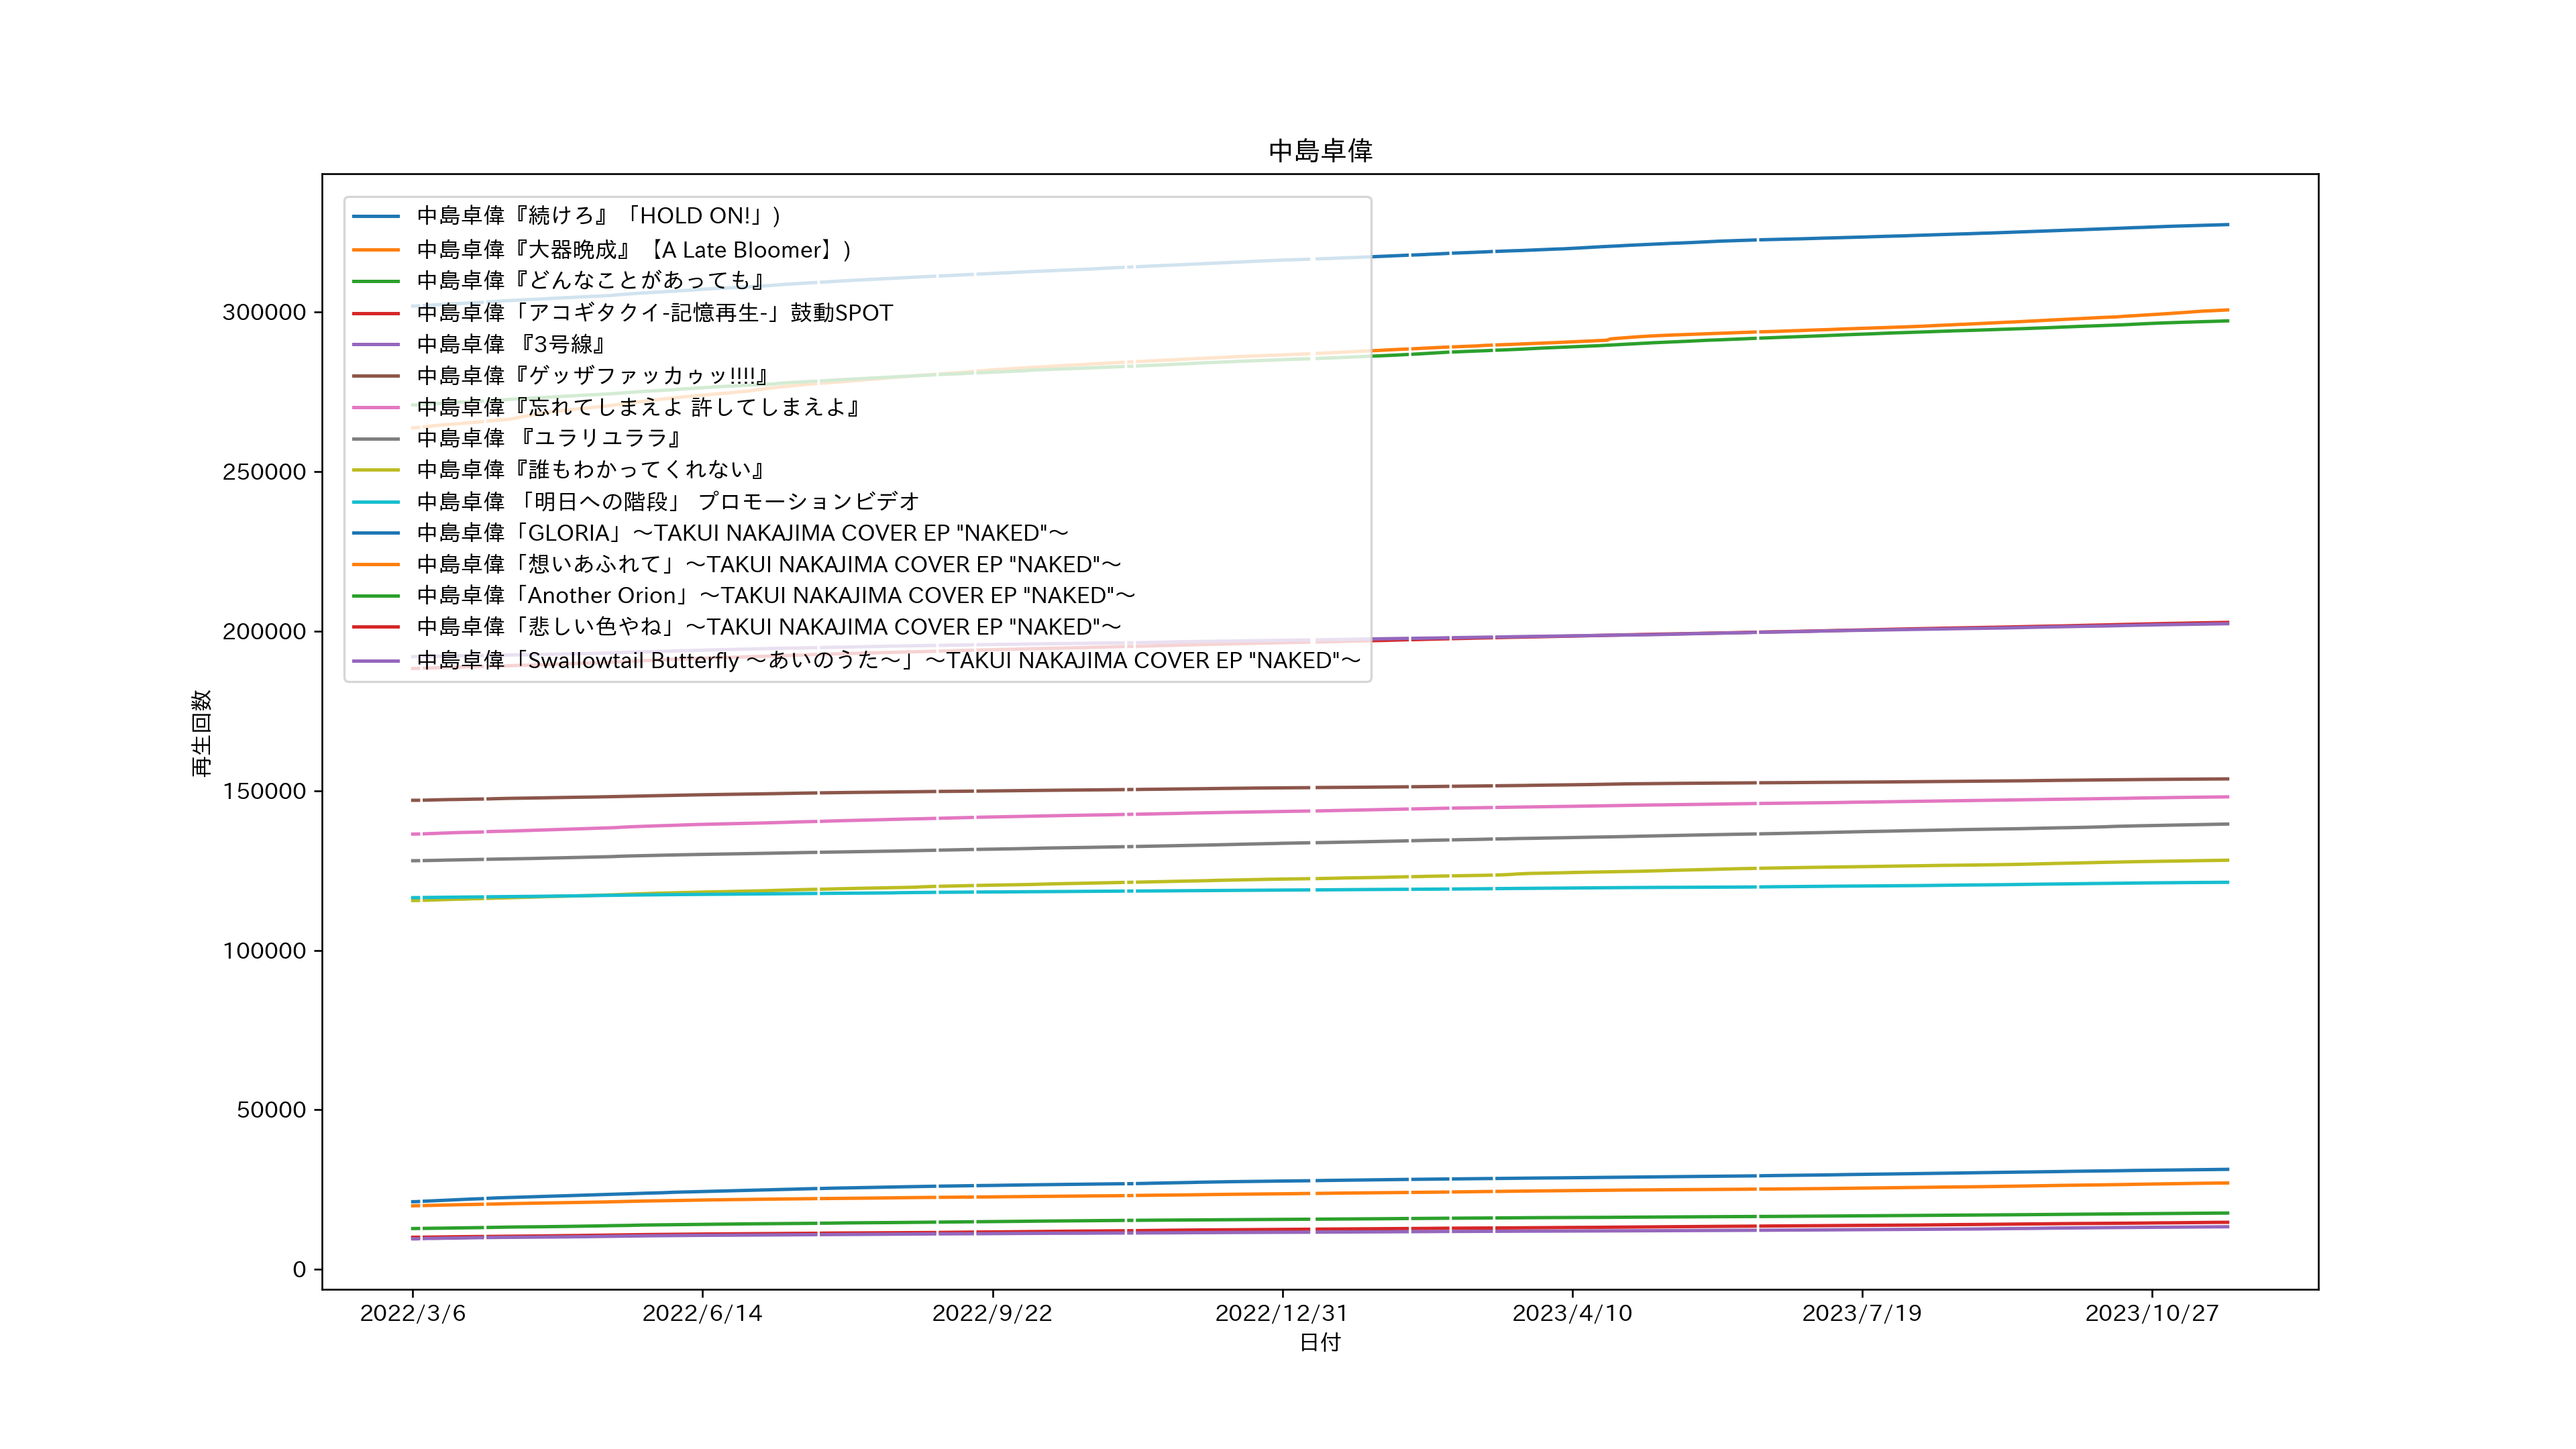 中島卓偉
中島卓偉『続けろ』「HOLD ON!」)
中島卓偉『大器晩成』【A Late Bloomer】)
中島卓偉『どんなことがあっても』
中島卓偉「アコギタクイ-記憶再生-」鼓動SPOT
中島卓偉 『3号線』
中島卓偉『ゲッザファッカゥッ!!!!』
中島卓偉『忘れてしまえよ 許してしまえよ』
中島卓偉 『ユラリユララ』
中島卓偉『誰もわかってくれない』
中島卓偉 「明日への階段」 プロモーションビデオ
中島卓偉「GLORIA」〜TAKUI NAKAJIMA COVER EP "NAKED"〜
中島卓偉「想いあふれて」〜TAKUI NAKAJIMA COVER EP "NAKED"〜
中島卓偉「Another Orion」〜TAKUI NAKAJIMA COVER EP "NAKED"〜
中島卓偉「悲しい色やね」〜TAKUI NAKAJIMA COVER EP "NAKED"〜
中島卓偉「Swallowtail Butterfly 〜あいのうた〜」〜TAKUI NAKAJIMA COVER EP "NAKED"〜
再生回数
300000
250000
200000
150000
100000
50000
0
2022/3/6
2022/6/14
2022/9/22
2022/12/31
2023/4/10
2023/7/19
2023/10/27
日付